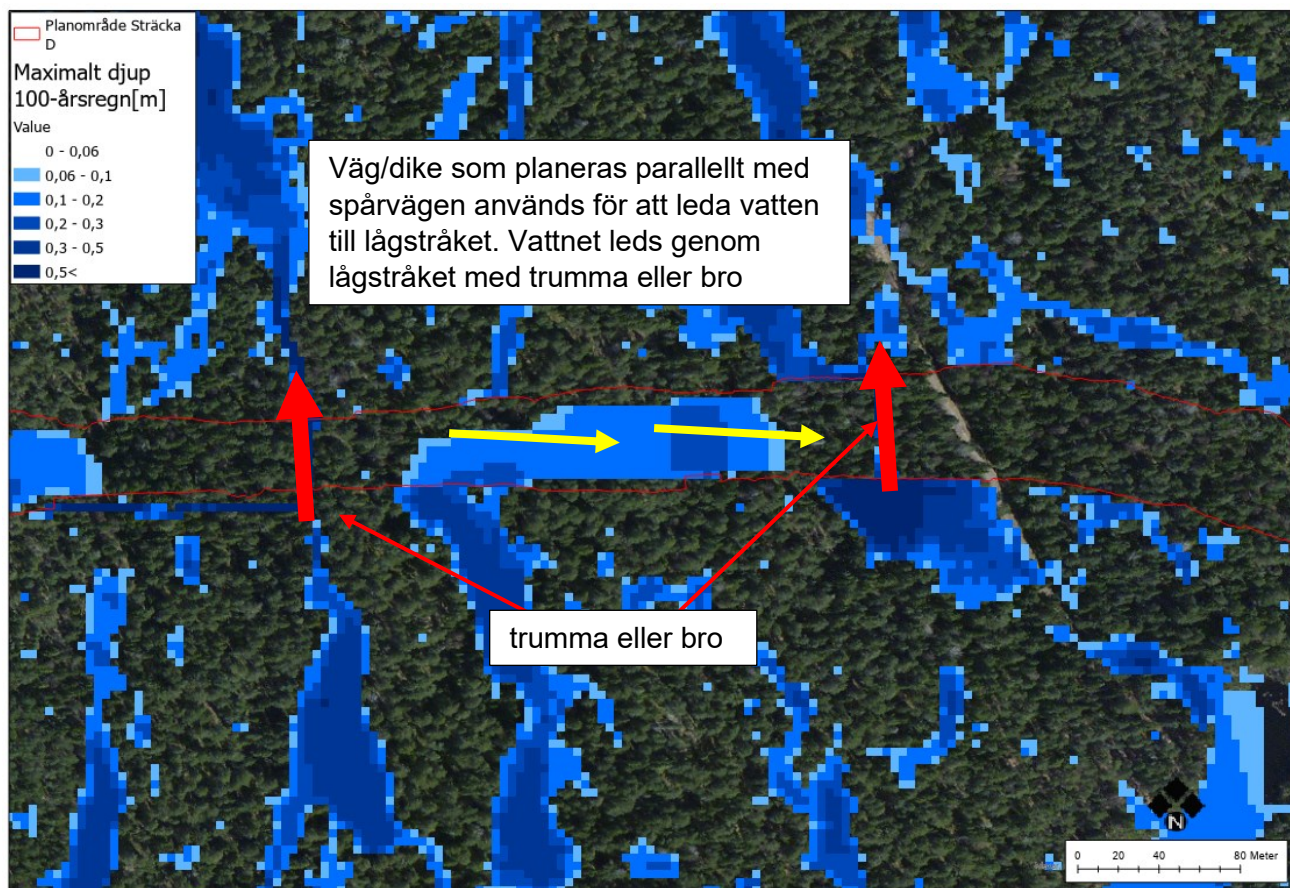 Planområde Sträcka
D
Maximalt djup
100-årsregn[m]
Value
0 - 0,06
0,06 - 0,1
0,1 - 0,2
0,2 - 0,3
0,3 - 0,5
0,5<
Väg/dike som planeras parallellt med
spårvägen används för att leda vatten
till lågstråket. Vattnet leds genom
lågstråket med trumma eller bro
trumma eller bro
N
0 20 40 80 Meter